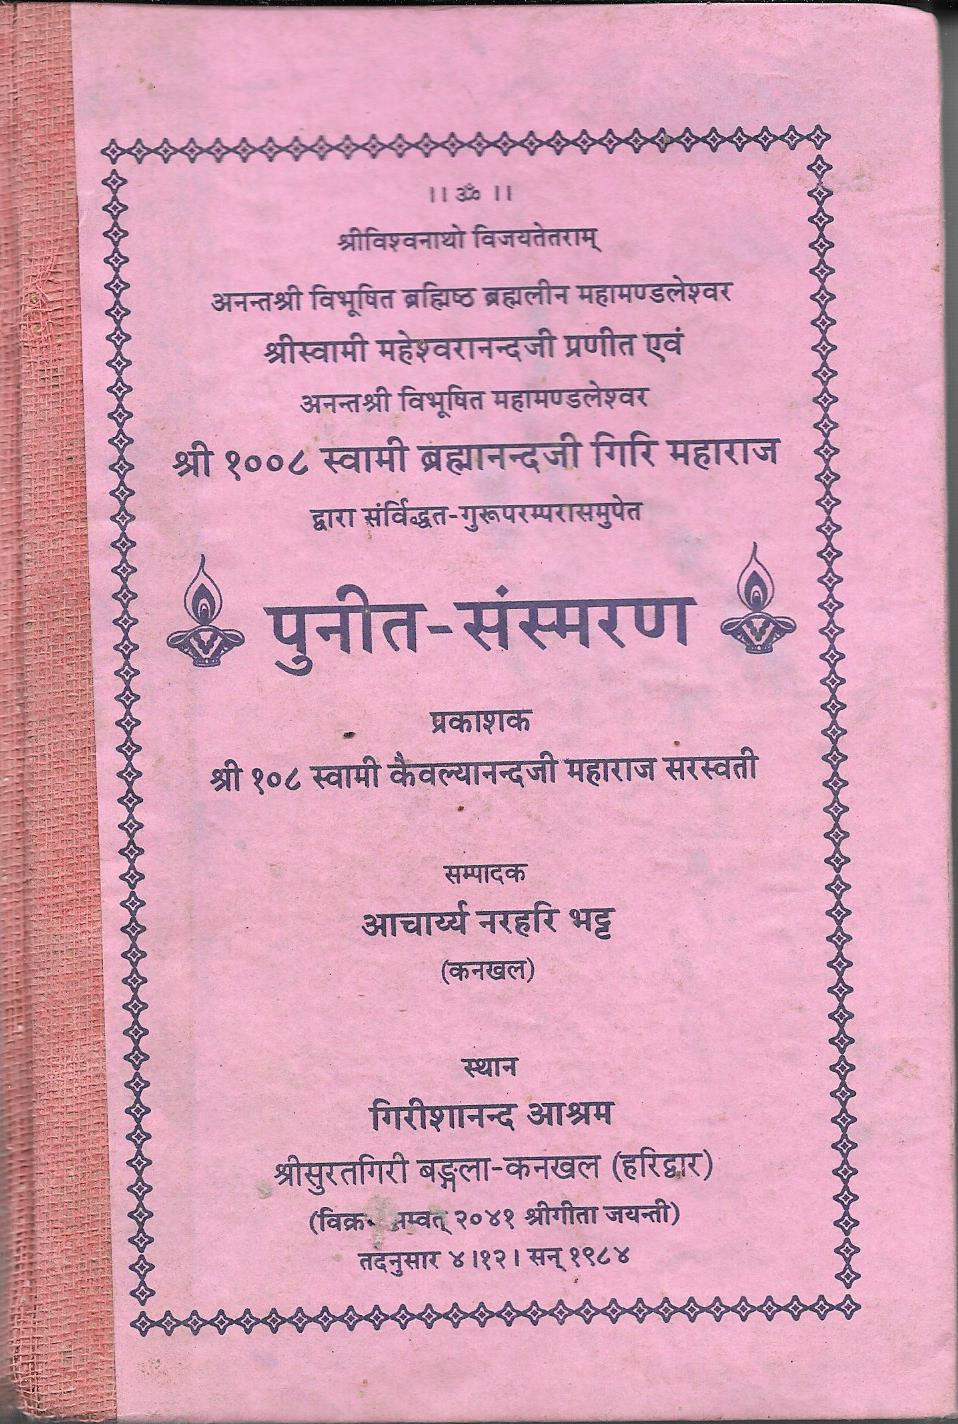 ।। ॐ ।।
श्रीविश्वनाथो विजयतेतराम्
अनन्तश्री विभूषित ब्रह्मिष्ठ ब्रह्मलीन महामण्डलेश्वर
श्रीस्वामी महेश्वरानन्दजी प्रणीत एवं
अनन्तश्री विभूषित महामण्डलेश्वर
श्री १००८ स्वामी ब्रह्मानन्दजी गिरि महाराज
द्वारा संर्विद्धत-गुरूपरम्परासमुपेत
पुनीत-संस्मरण
प्रकाशक
श्री १०८ स्वामी कैवल्यानन्दजी महाराज सरस्वती
सम्पादक
आचार्य्य नरहरि भट्ट
(कनखल)
स्थान
गिरीशानन्द आश्रम
श्रीसुरतगिरी बङ्गला-कनखल (हरिद्वार)
२०४१ श्रीगीता जयन्ती)
तदनुसार ४।१२। सन् १९८४